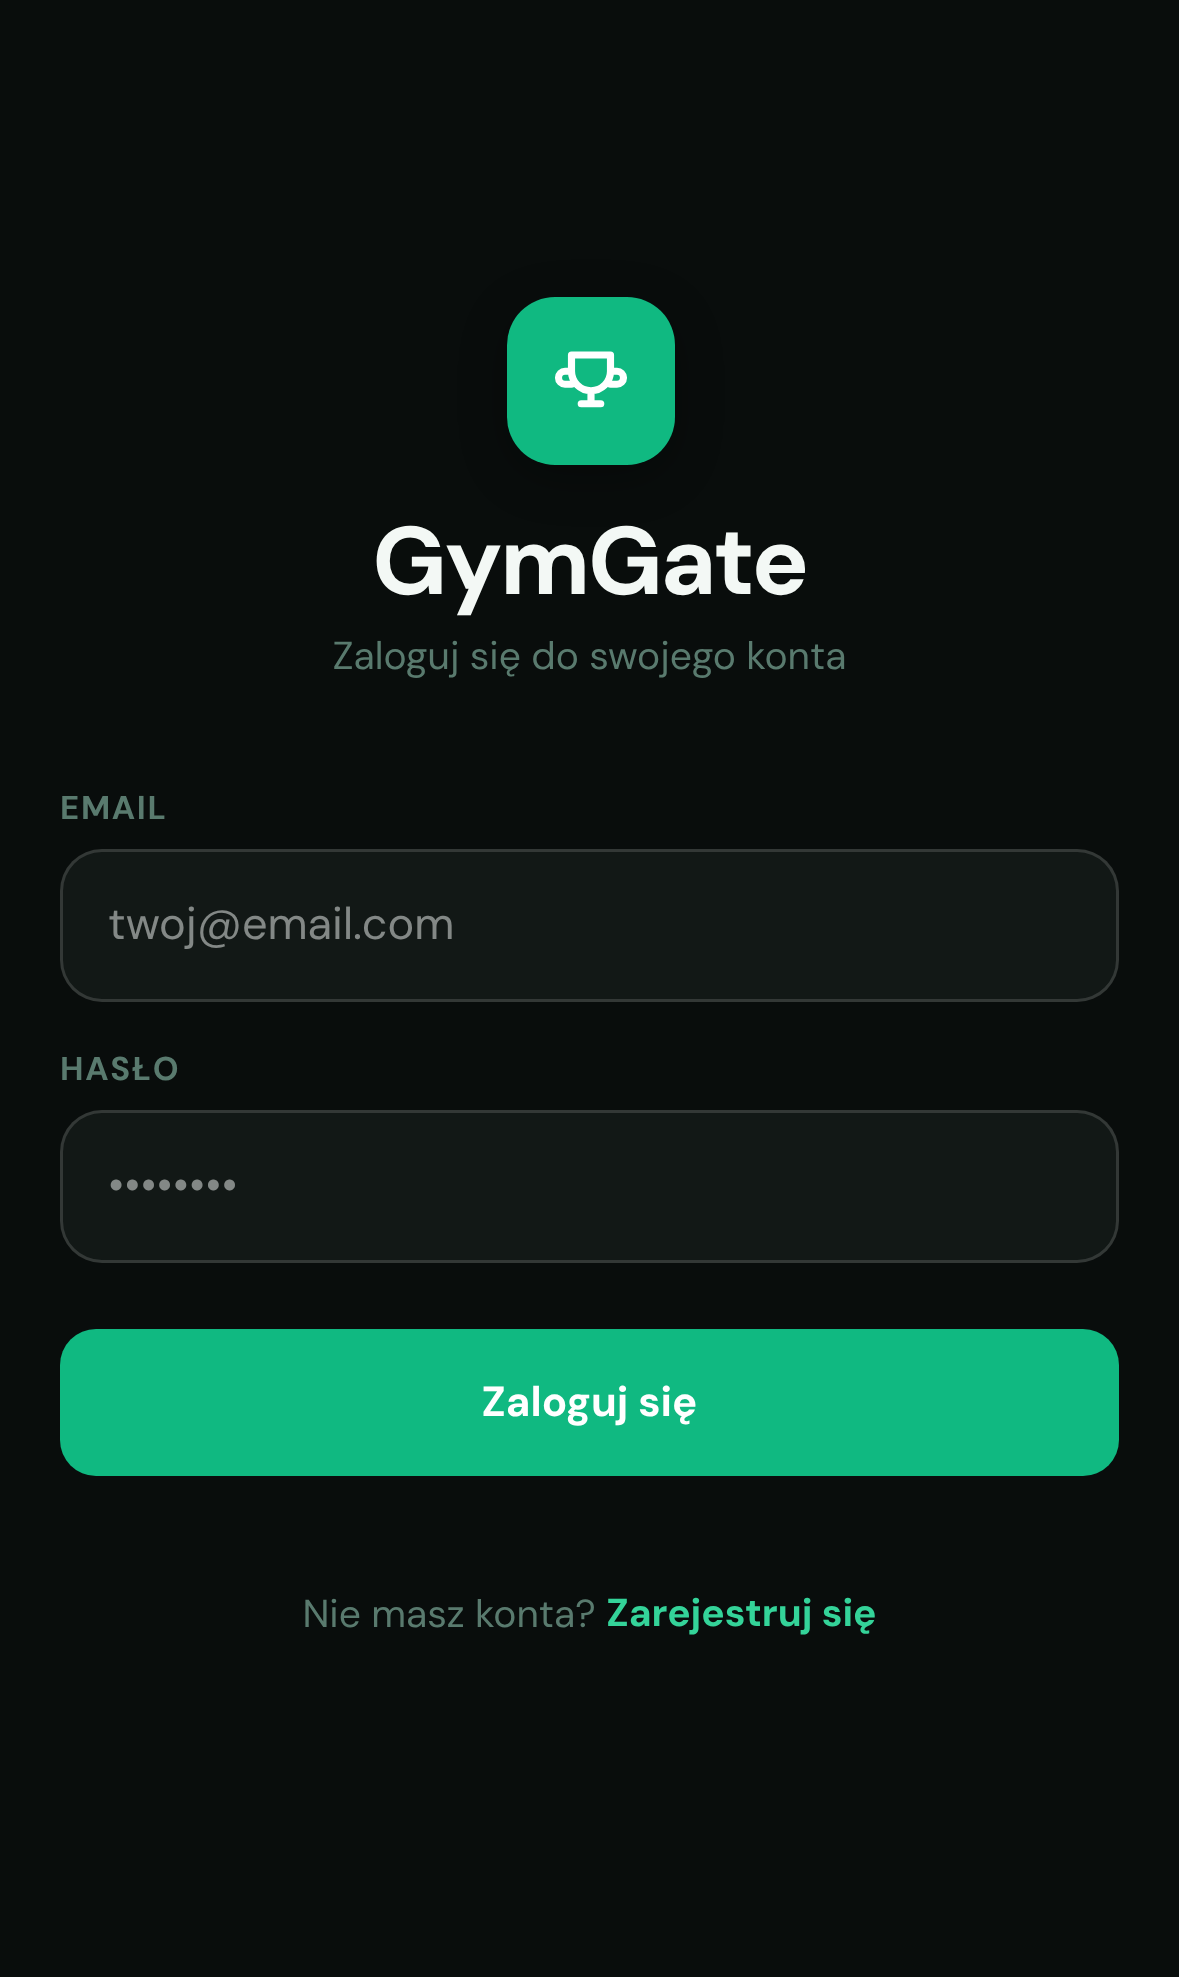 GymGate
Zaloguj się do swojego konta
EMAIL
twoj@email.com
HASŁO
••••••••
Zaloguj się
Nie masz konta? Zarejestruj się